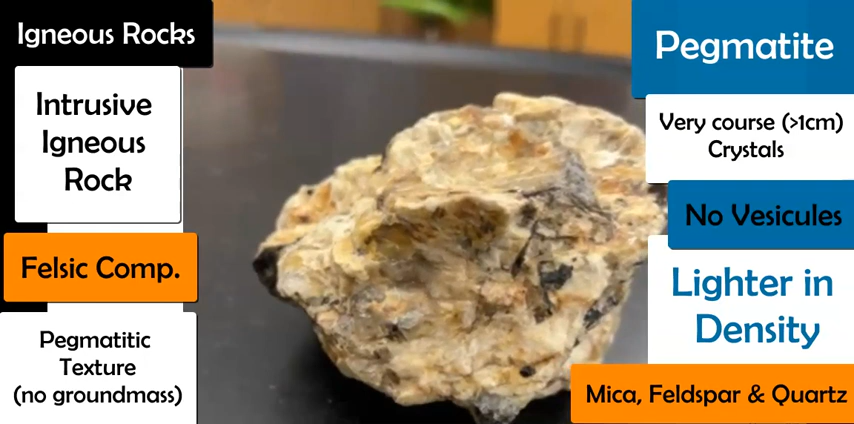 Igneous Rocks
Intrusive
Igneous
Rock
Felsic Comp.
Pegmatitic
Texture
(no groundmass)
Pegmatite
Very course (>1cm)
Crystals
No Vesicules
Lighter in
Density
Mica, Feldspar & Quartz